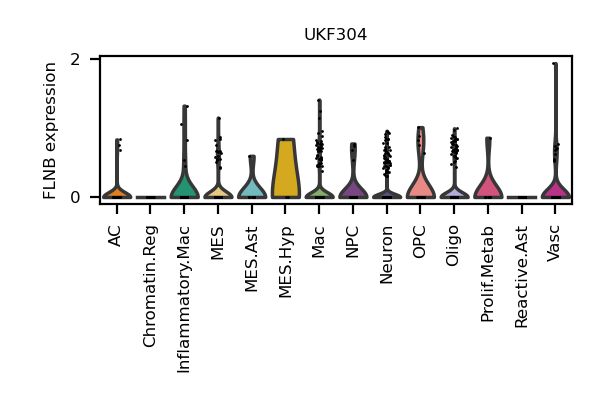 UKF304
FLNB expression
2
0
AC
Chromatin.Reg
Inflammatory.Mac
MES
MES.Ast
MES.Hyp
Mac
NPC
Neuron
OPC
Oligo
Prolif.Metab
Reactive.Ast
Vasc